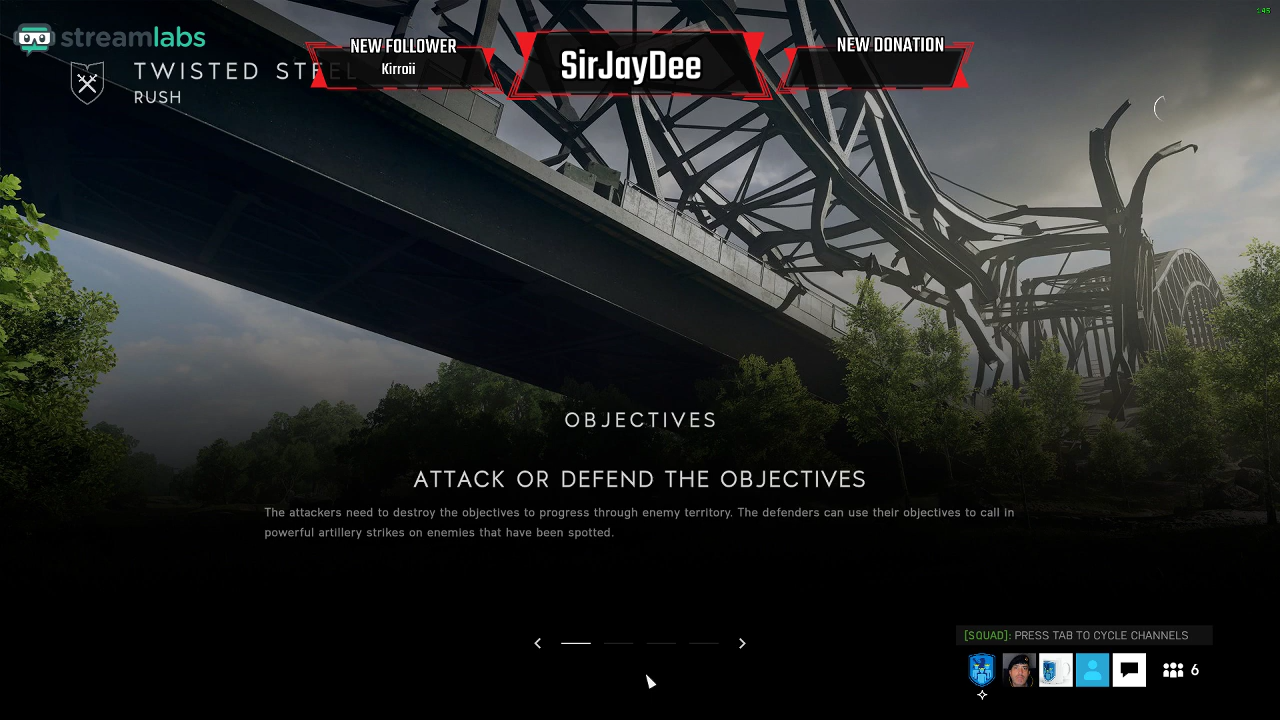 streamlabs
145
NEW FOLLOWER
Kirroii
SirJayDee
NEW DONATION
TWISTED STEEL
RUSH
OBJECTIVES
ATTACK OR DEFEND THE OBJECTIVES
The attackers need to destroy the objectives to progress through enemy territory. The defenders can use their objectives to call in
powerful artillery strikes on enemies that have been spotted.
[SQUAD]: PRESS TAB TO CYCLE CHANNELS
6